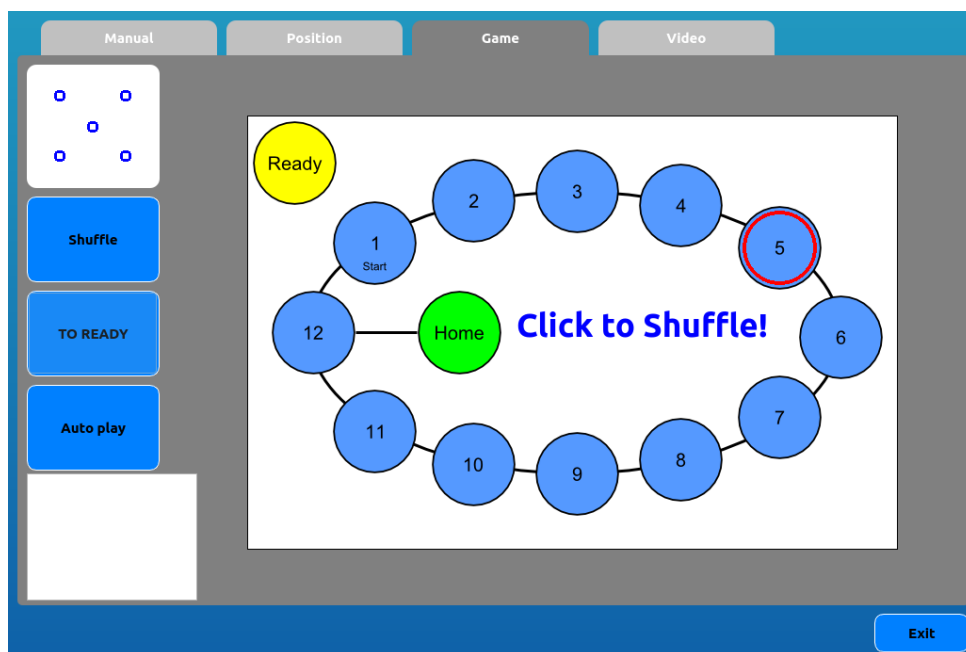 Manual
Position
Game
Video
Shuffle
TO READY
Auto play
Ready
1
Start
2
3
4
5
6
7
8
9
10
11
12
Home
Click to Shuffle!
Exit